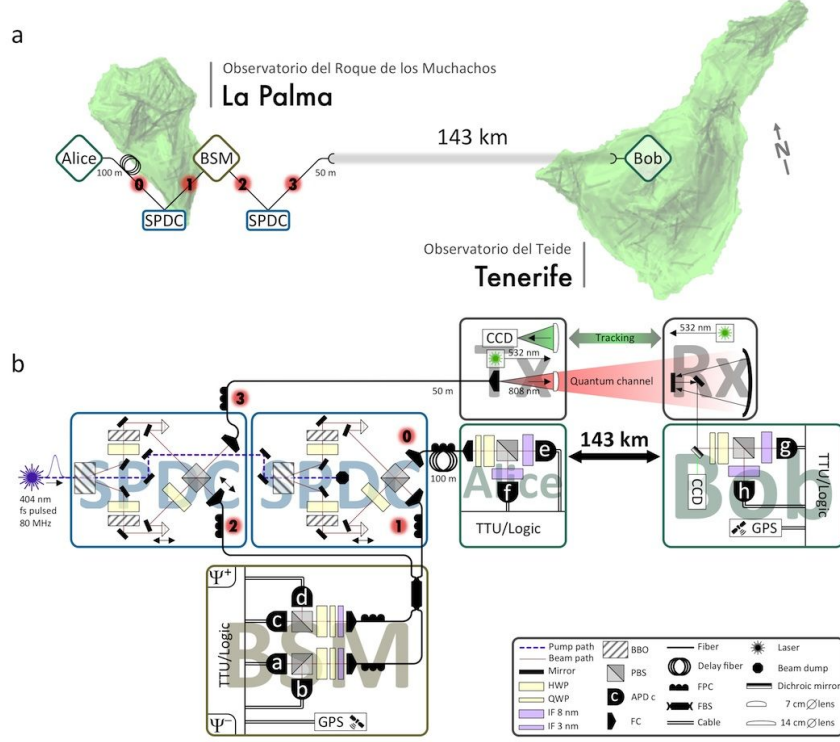 a
Observatorio del Roque de los Muchachos
La Palma
143 km
Alice
BSM
Bob
N
100 m
50 m
0
1
2
3
SPDC
SPDC
Observatorio del Teide
Tenerife
b
CCD
Tracking
532 nm
532 nm
Tx
Rx
3
50 m
808 nm
Quantum channel
0
SPDC
SPDC
404 nm
fs pulsed
80 MHz
2
1
100 m
e
f
Alice
TTU/Logic
143 km
g
h
CCD
Bob
GPS
TTU/Logic
Ψ+
d
c
a
b
BSM
TTU/Logic
Ψ−
GPS
Pump path
Beam path
Mirror
HWP
QWP
IF 8 nm
IF 3 nm
BBO
PBS
c APD c
FC
Fiber
Delay fiber
FPC
FBS
Cable
Laser
Beam dump
Dichroic mirror
7 cm Ø lens
14 cm Ø lens